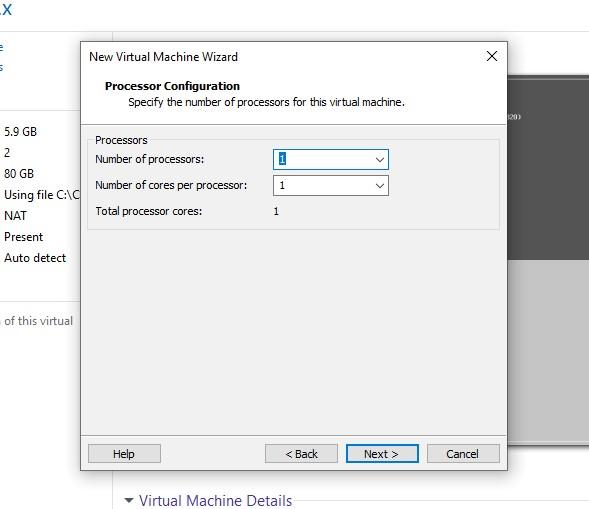 New Virtual Machine Wizard
Processor Configuration
Specify the number of processors for this virtual machine.
Processors
Number of processors: 1
Number of cores per processor: 1
Total processor cores: 1
Help
< Back
Next >
Cancel
5.9 GB
2
80 GB
Using file C:\C
NAT
Present
Auto detect
of this virtual
Virtual Machine Details